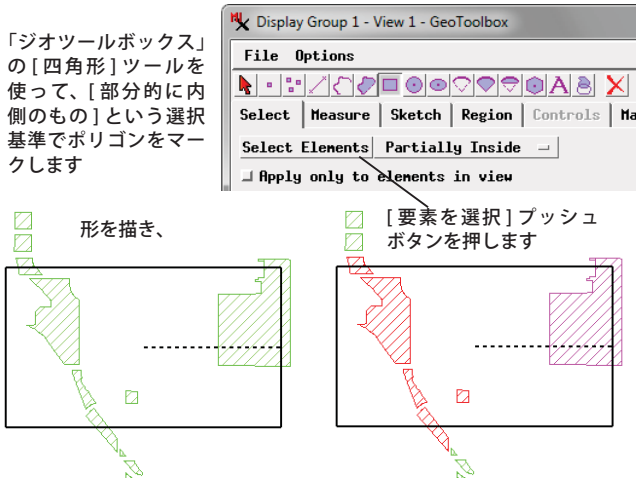 「ジオツールボックス」
の [ 四角形 ] ツールを
使って、[ 部分的に内
側のもの ] という選択
基準でポリゴンをマー
クします
Display Group 1 - View 1 - GeoToolbox
File Options
Select Measure Sketch Region Controls Ma
Select Elements Partially Inside
Apply only to elements in view
形を描き、
[ 要素を選択 ] プッシュ
ボタンを押します